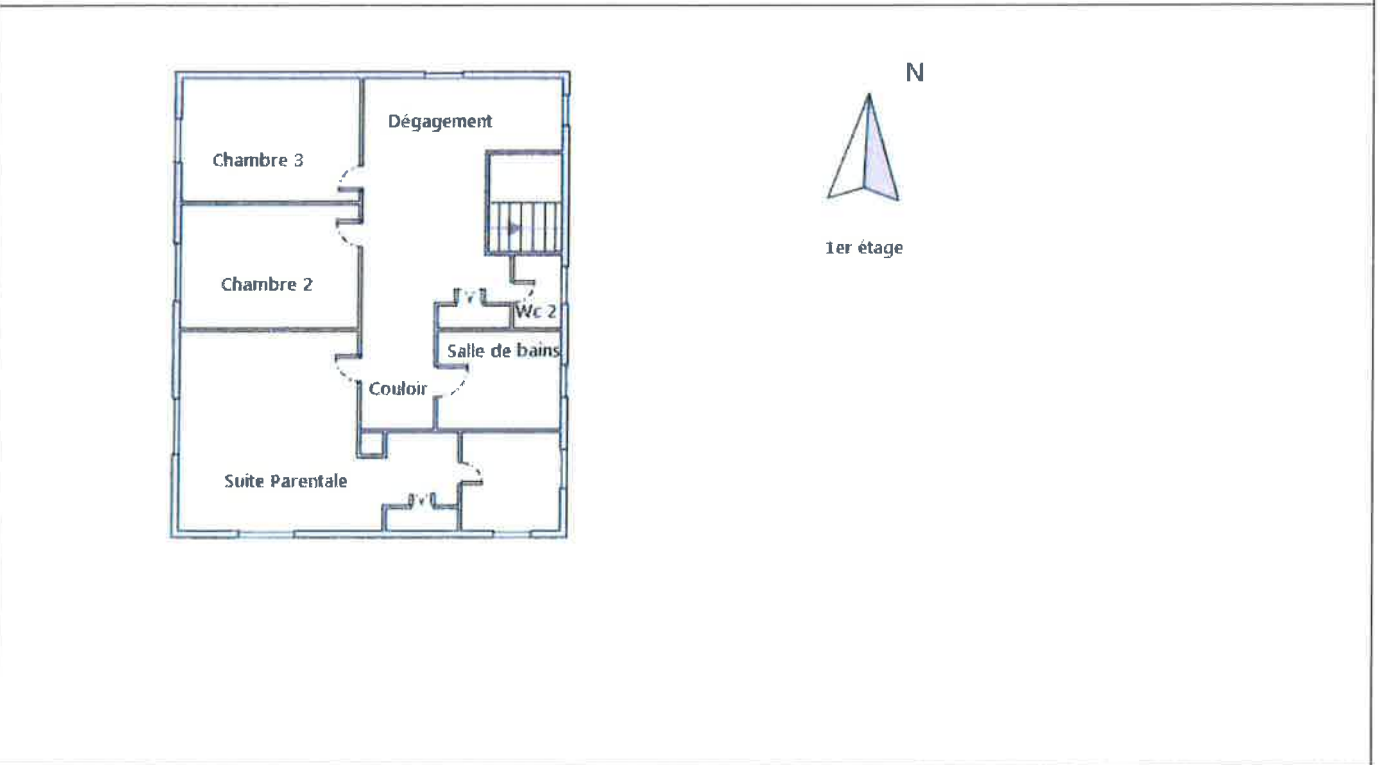 N
Dégagement
Chambre 3
1er étage
Chambre 2
Wc 2
Salle de bains
Couloir
Suite Parentale